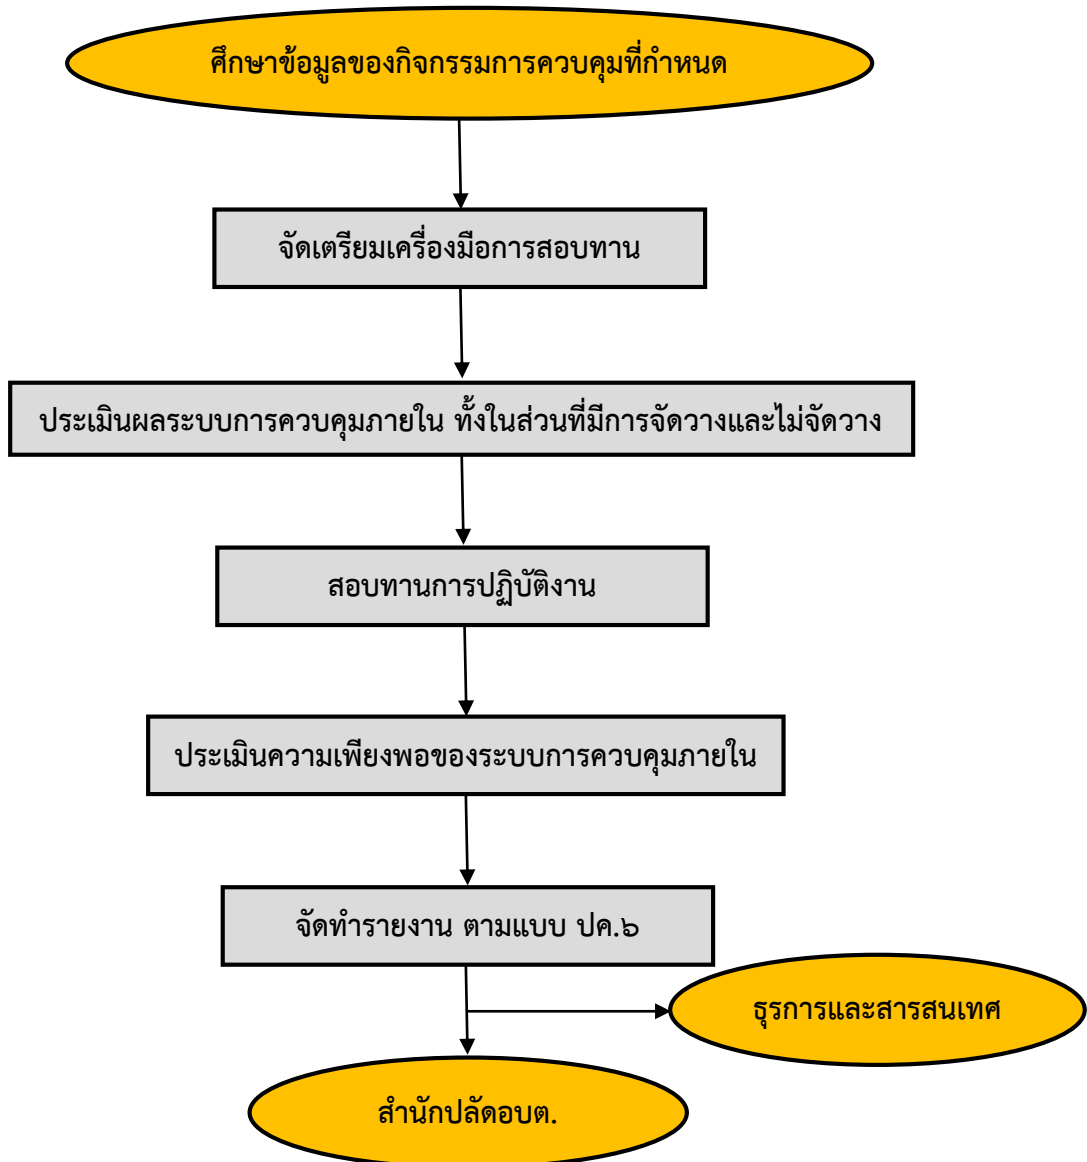 ศึกษาข้อมูลของกิจกรรมการควบคุมที่กำหนด
จัดเตรียมเครื่องมือการสอบทาน
ประเมินผลระบบการควบคุมภายใน ทั้งในส่วนที่มีการจัดวางและไม่จัดวาง
สอบทานการปฏิบัติงาน
ประเมินความเพียงพอของระบบการควบคุมภายใน
จัดทำรายงาน ตามแบบ ปค.๖
ธุรการและสารสนเทศ
สำนักปลัดอบต.